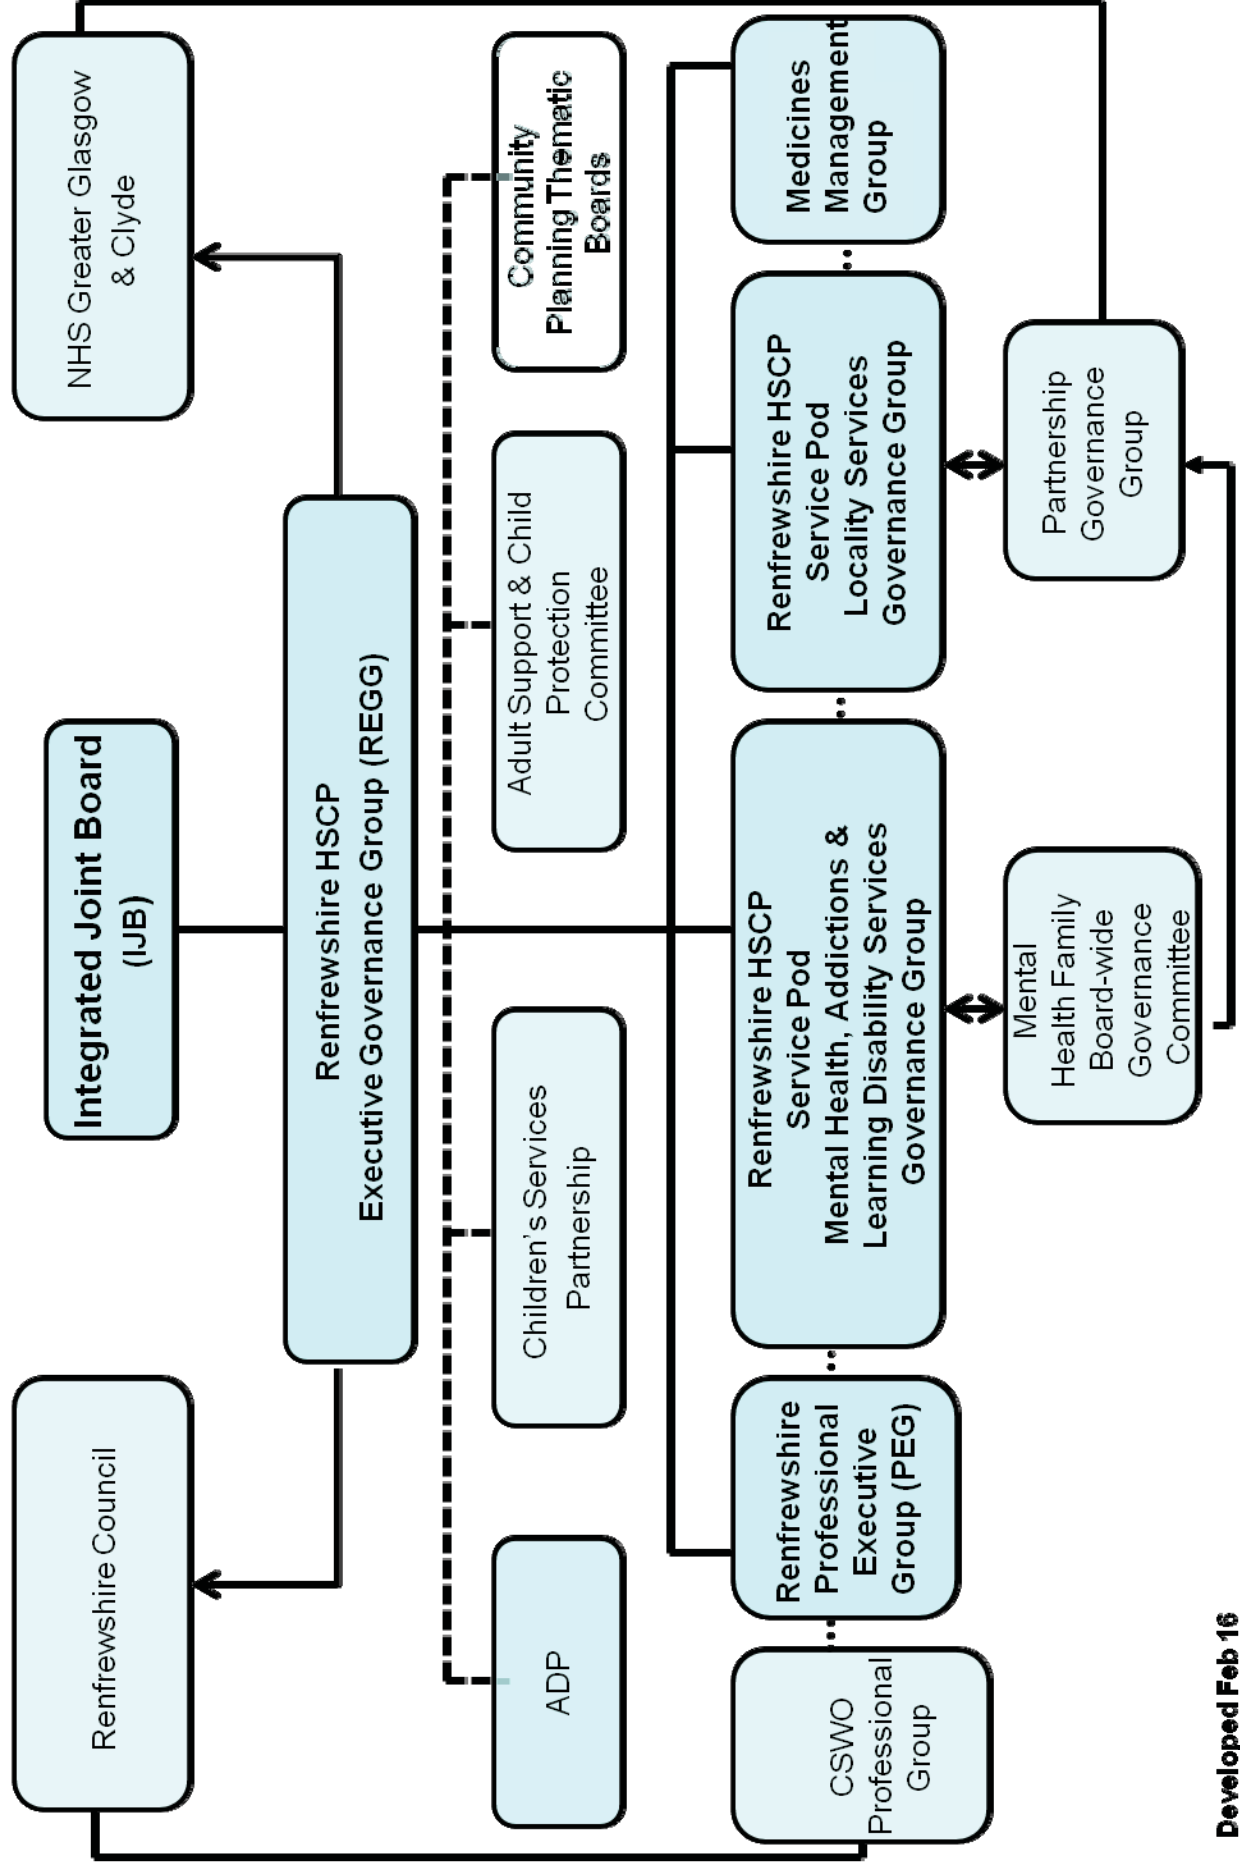 Renfrewshire Council
Integrated Joint Board
(IJB)
NHS Greater Glasgow
& Clyde
Renfrewshire HSCP
Executive Governance Group (REGG)
ADP
Children's Services
Partnership
Adult Support & Child
Protection
Committee
Community
Planning Thematic
Boards
CSWO
Professional
Group
Renfrewshire
Professional
Executive
Group (PEG)
Renfrewshire HSCP
Service Pod
Mental Health, Addictions &
Learning Disability Services
Governance Group
Renfrewshire HSCP
Service Pod
Locality Services
Governance Group
Medicines
Management
Group
Mental
Health Family
Board-wide
Governance
Committee
Partnership
Governance
Group
Developed Feb 16